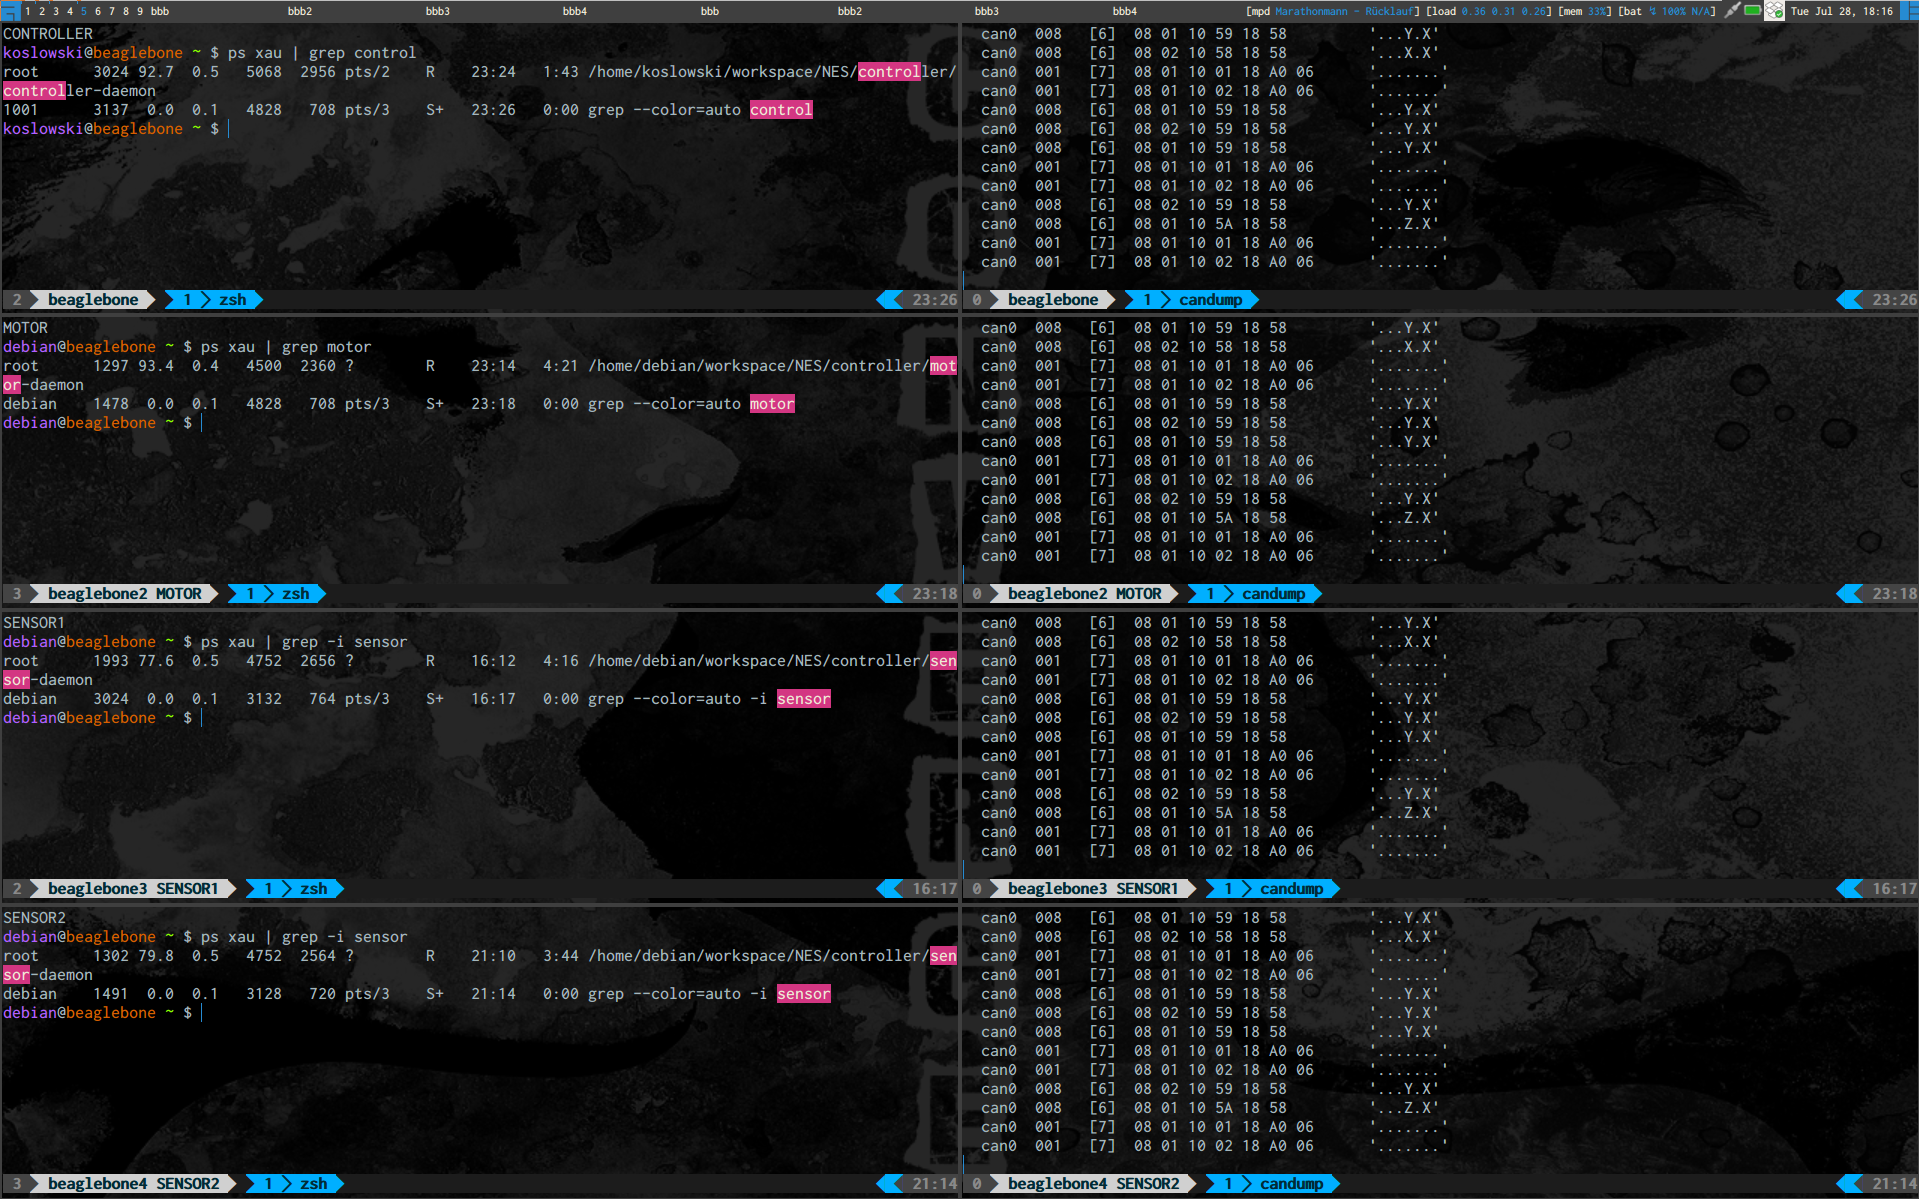 1 2 3 4 5 6 7 8 9 bbb bbb2 bbb3 bbb4 bbb bbb2 bbb3 bbb4 [mpd Marathonmann - Rücklauf] [load 0.36 0.31 0.26] [mem 33%] [bat ↯ 100% N/A] Tue Jul 28, 18:16
CONTROLLER
koslowski@beaglebone ~ $ ps xau | grep control
root 3024 92.7 0.5 5068 2956 pts/2 R 23:24 1:43 /home/koslowski/workspace/NES/controller/
controller-daemon
1001 3137 0.0 0.1 4828 708 pts/3 S+ 23:26 0:00 grep --color=auto control
koslowski@beaglebone ~ $
2 beaglebone 1 zsh 23:26
can0 008 [6] 08 01 10 59 18 58 '...Y.X'
can0 008 [6] 08 02 10 58 18 58 '...X.X'
can0 001 [7] 08 01 10 01 18 A0 06 '.......'
can0 001 [7] 08 01 10 02 18 A0 06 '.......'
can0 008 [6] 08 01 10 59 18 58 '...Y.X'
can0 008 [6] 08 02 10 59 18 58 '...Y.X'
can0 008 [6] 08 01 10 59 18 58 '...Y.X'
can0 001 [7] 08 01 10 01 18 A0 06 '.......'
can0 001 [7] 08 01 10 02 18 A0 06 '.......'
can0 008 [6] 08 02 10 59 18 58 '...Y.X'
can0 008 [6] 08 01 10 5A 18 58 '...Z.X'
can0 001 [7] 08 01 10 01 18 A0 06 '.......'
can0 001 [7] 08 01 10 02 18 A0 06 '.......'
0 beaglebone 1 candump 23:26
MOTOR
debian@beaglebone ~ $ ps xau | grep motor
root 1297 93.4 0.4 4500 2360 ? R 23:14 4:21 /home/debian/workspace/NES/controller/mot
or-daemon
debian 1478 0.0 0.1 4828 708 pts/3 S+ 23:18 0:00 grep --color=auto motor
debian@beaglebone ~ $
3 beaglebone2 MOTOR 1 zsh 23:18
can0 008 [6] 08 01 10 59 18 58 '...Y.X'
can0 008 [6] 08 02 10 58 18 58 '...X.X'
can0 001 [7] 08 01 10 01 18 A0 06 '.......'
can0 001 [7] 08 01 10 02 18 A0 06 '.......'
can0 008 [6] 08 01 10 59 18 58 '...Y.X'
can0 008 [6] 08 02 10 59 18 58 '...Y.X'
can0 008 [6] 08 01 10 59 18 58 '...Y.X'
can0 001 [7] 08 01 10 01 18 A0 06 '.......'
can0 001 [7] 08 01 10 02 18 A0 06 '.......'
can0 008 [6] 08 02 10 59 18 58 '...Y.X'
can0 008 [6] 08 01 10 5A 18 58 '...Z.X'
can0 001 [7] 08 01 10 01 18 A0 06 '.......'
can0 001 [7] 08 01 10 02 18 A0 06 '.......'
0 beaglebone2 MOTOR 1 candump 23:18
SENSOR1
debian@beaglebone ~ $ ps xau | grep -i sensor
root 1993 77.6 0.5 4752 2656 ? R 16:12 4:16 /home/debian/workspace/NES/controller/sen
sor-daemon
debian 3024 0.0 0.1 3132 764 pts/3 S+ 16:17 0:00 grep --color=auto -i sensor
debian@beaglebone ~ $
2 beaglebone3 SENSOR1 1 zsh 16:17
can0 008 [6] 08 01 10 59 18 58 '...Y.X'
can0 008 [6] 08 02 10 58 18 58 '...X.X'
can0 001 [7] 08 01 10 01 18 A0 06 '.......'
can0 001 [7] 08 01 10 02 18 A0 06 '.......'
can0 008 [6] 08 01 10 59 18 58 '...Y.X'
can0 008 [6] 08 02 10 59 18 58 '...Y.X'
can0 008 [6] 08 01 10 59 18 58 '...Y.X'
can0 001 [7] 08 01 10 01 18 A0 06 '.......'
can0 001 [7] 08 01 10 02 18 A0 06 '.......'
can0 008 [6] 08 02 10 59 18 58 '...Y.X'
can0 008 [6] 08 01 10 5A 18 58 '...Z.X'
can0 001 [7] 08 01 10 01 18 A0 06 '.......'
can0 001 [7] 08 01 10 02 18 A0 06 '.......'
0 beaglebone3 SENSOR1 1 candump 16:17
SENSOR2
debian@beaglebone ~ $ ps xau | grep -i sensor
root 1302 79.8 0.5 4752 2564 ? R 21:10 3:44 /home/debian/workspace/NES/controller/sen
sor-daemon
debian 1491 0.0 0.1 3128 720 pts/3 S+ 21:14 0:00 grep --color=auto -i sensor
debian@beaglebone ~ $
3 beaglebone4 SENSOR2 1 zsh 21:14
can0 008 [6] 08 01 10 59 18 58 '...Y.X'
can0 008 [6] 08 02 10 58 18 58 '...X.X'
can0 001 [7] 08 01 10 01 18 A0 06 '.......'
can0 001 [7] 08 01 10 02 18 A0 06 '.......'
can0 008 [6] 08 01 10 59 18 58 '...Y.X'
can0 008 [6] 08 02 10 59 18 58 '...Y.X'
can0 008 [6] 08 01 10 59 18 58 '...Y.X'
can0 001 [7] 08 01 10 01 18 A0 06 '.......'
can0 001 [7] 08 01 10 02 18 A0 06 '.......'
can0 008 [6] 08 02 10 59 18 58 '...Y.X'
can0 008 [6] 08 01 10 5A 18 58 '...Z.X'
can0 001 [7] 08 01 10 01 18 A0 06 '.......'
can0 001 [7] 08 01 10 02 18 A0 06 '.......'
0 beaglebone4 SENSOR2 1 candump 21:14